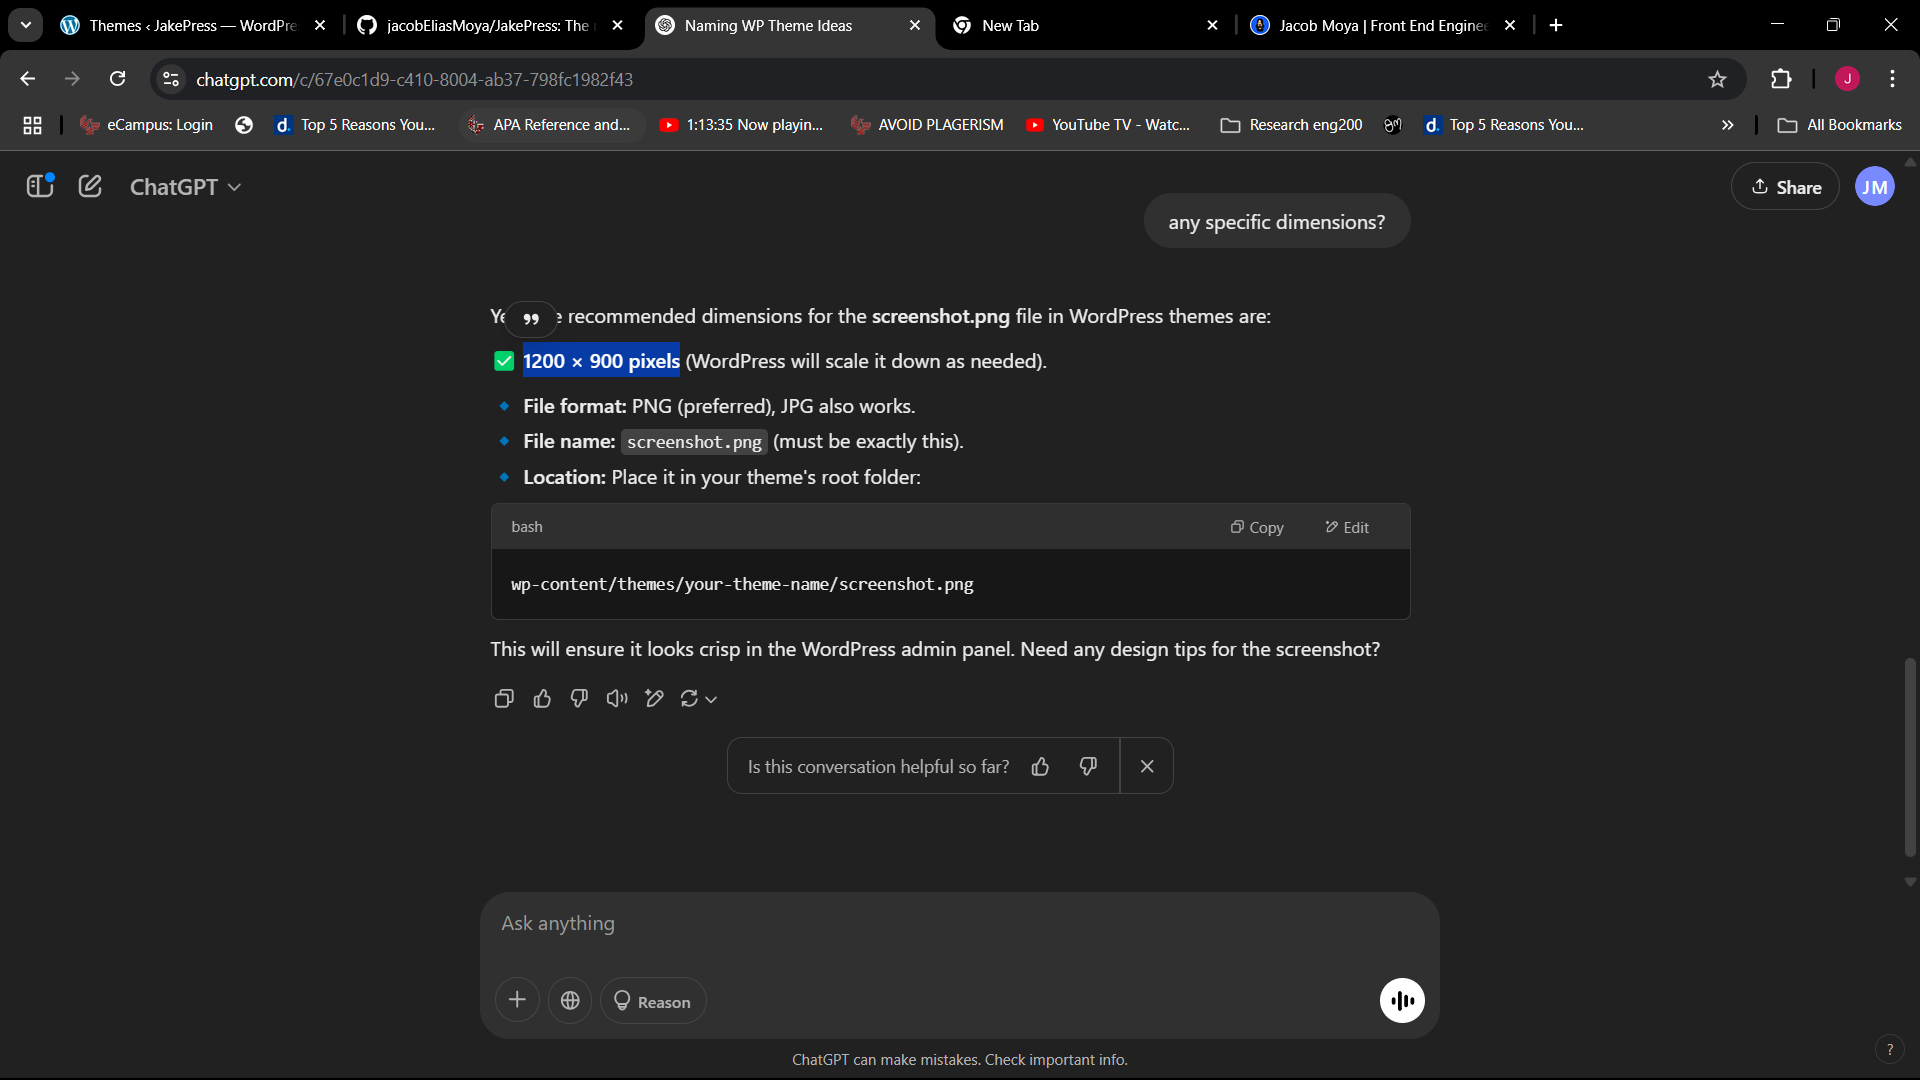 Themes ‹ JakePress — WordPre
jacobEliasMoya/JakePress: The
Naming WP Theme Ideas
New Tab
Jacob Moya | Front End Enginee
chatgpt.com/c/67e0c1d9-c410-8004-ab37-798fc1982f43
J
eCampus: Login
d. Top 5 Reasons You...
APA Reference and...
1:13:35 Now playin...
AVOID PLAGERISM
YouTube TV - Watc...
Research eng200
d. Top 5 Reasons You...
All Bookmarks
ChatGPT
Share
JM
any specific dimensions?
recommended dimensions for the screenshot.png file in WordPress themes are:
✅ 1200 × 900 pixels (WordPress will scale it down as needed).
🔹 File format: PNG (preferred), JPG also works.
🔹 File name: screenshot.png (must be exactly this).
🔹 Location: Place it in your theme's root folder:
bash
Copy
Edit
wp-content/themes/your-theme-name/screenshot.png
This will ensure it looks crisp in the WordPress admin panel. Need any design tips for the screenshot?
Is this conversation helpful so far?
Ask anything
Reason
ChatGPT can make mistakes. Check important info.
?